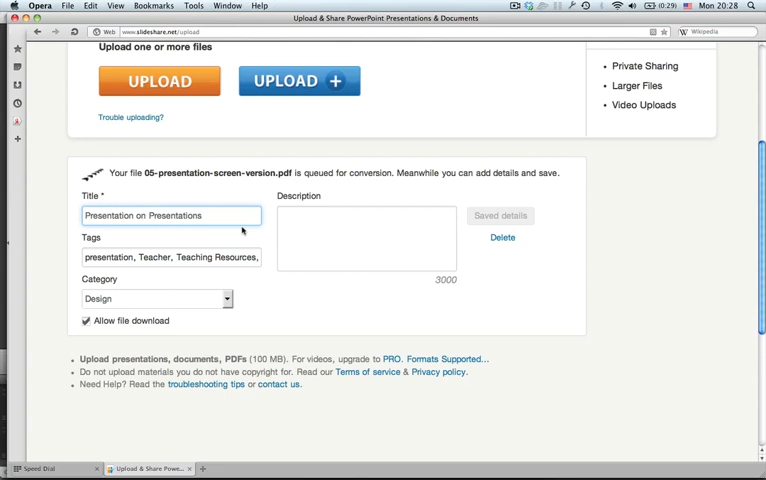 Opera File Edit View Bookmarks Tools Window Help (0:29) Mon 20:28
Upload & Share PowerPoint Presentations & Documents
Web www.slideshare.net/upload Wikipedia
Upload one or more files
UPLOAD UPLOAD +
Trouble uploading?
• Private Sharing
• Larger Files
• Video Uploads
Your file 05-presentation-screen-version.pdf is queued for conversion. Meanwhile you can add details and save.
Title * Description
Presentation on Presentations Saved details
Tags Delete
presentation, Teacher, Teaching Resources,
Category 3000
Design
Allow file download
• Upload presentations, documents, PDFs (100 MB). For videos, upgrade to PRO. Formats Supported...
• Do not upload materials you do not have copyright for. Read our Terms of service & Privacy policy.
• Need Help? Read the troubleshooting tips or contact us.
Speed Dial Upload & Share Powe...